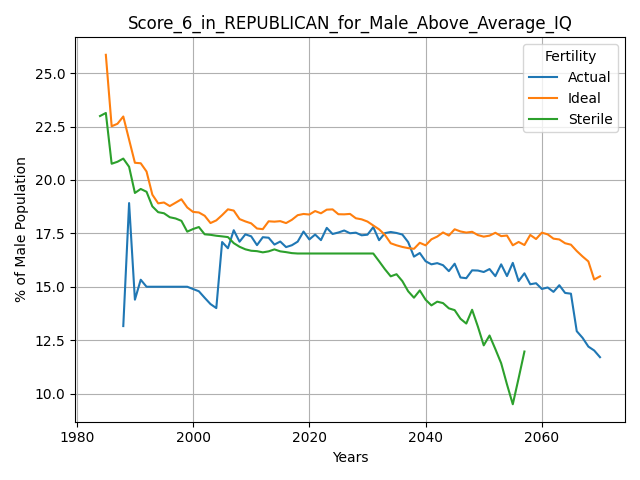 Score_6_in_REPUBLICAN_for_Male_Above_Average_IQ
% of Male Population
25.0
22.5
20.0
17.5
15.0
12.5
10.0
1980
2000
2020
2040
2060
Years
Fertility
Actual
Ideal
Sterile